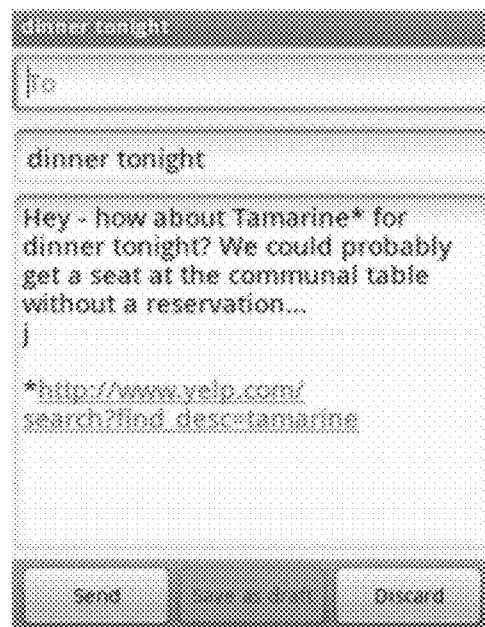 dinner tonight
To
dinner tonight
Hey - how about Tamarine* for
dinner tonight? We could probably
get a seat at the communal table
without a reservation...
j
*http://www.yelp.com/
search?find_desc=tamarine
Send
Discard